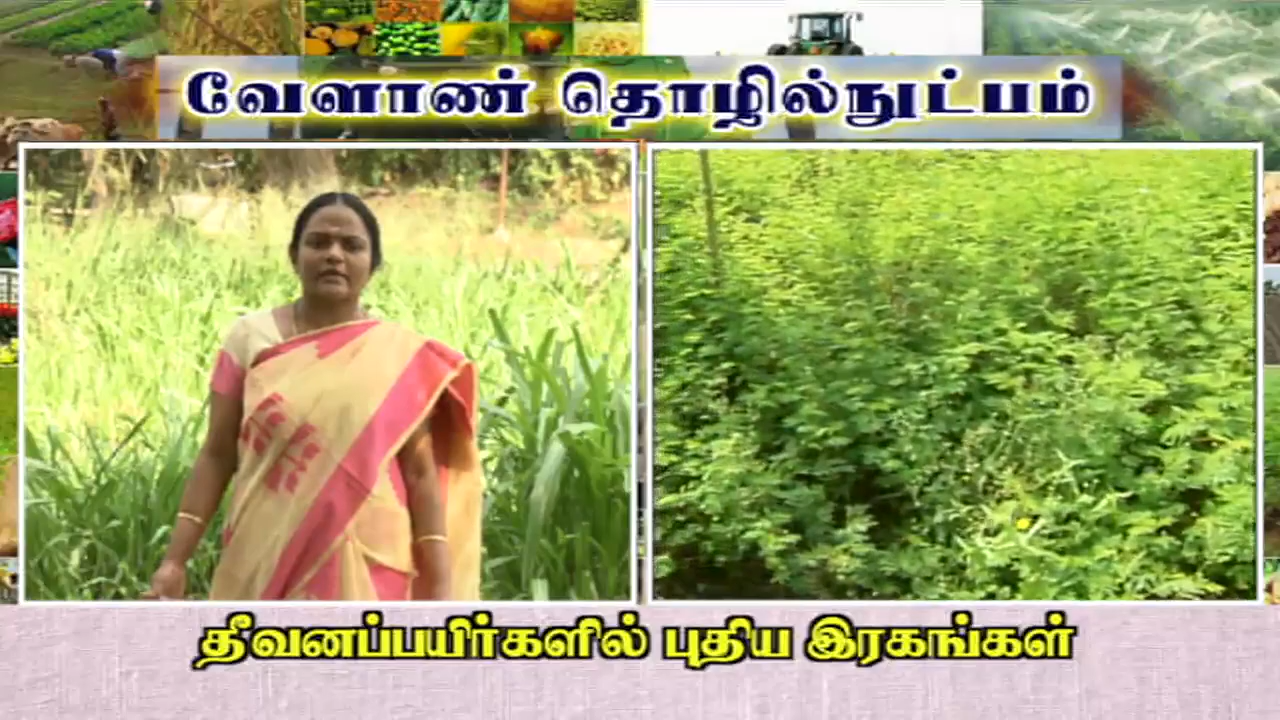 வேளாண் தொழில்நுட்பம்
தீவனப்பயிர்களில் புதிய இரகங்கள்